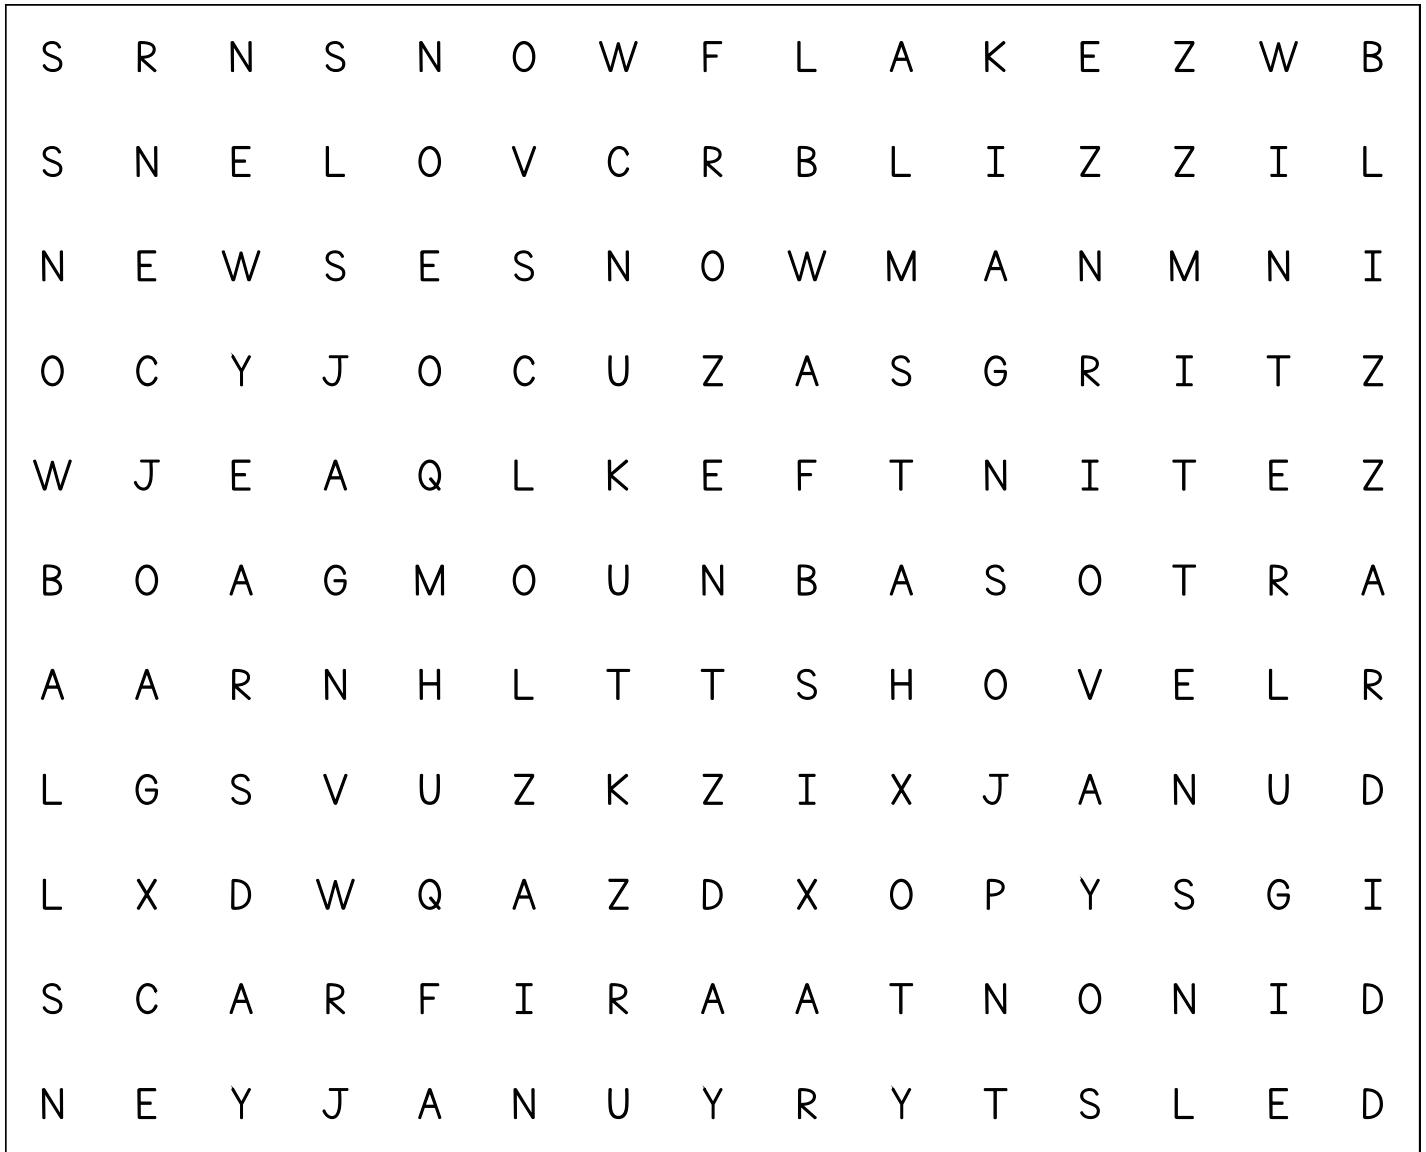 S R N S N O W F L A K E Z W B
S N E L O V C R B L I Z Z I L
N E W S E S N O W M A N M N I
O C Y J O C U Z A S G R I T Z
W J E A Q L K E F T N I T E Z
B O A G M O U N B A S O T R A
A A R N H L T T S H O V E L R
L G S V U Z K Z I X J A N U D
L X D W Q A Z D X O P Y S G I
S C A R F I R A A T N O N I D
N E Y J A N U Y R Y T S L E D